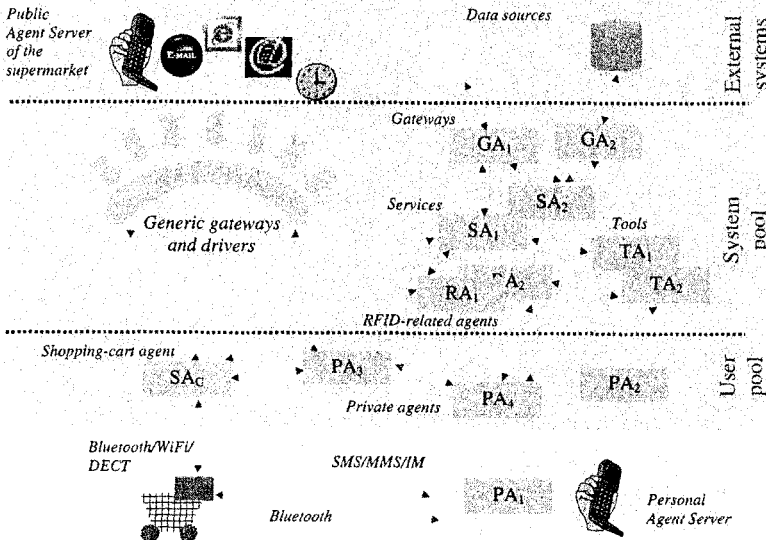 Public
Agent Server
of the
supermarket
E-MAIL
@
Data sources
External
systems
Gateways
GA1
GA2
Generic gateways
and drivers
Services
SA2
SA1
Tools
TA1
TA2
RA1
A2
RFID-related agents
System
pool
Shopping-cart agent
SAC
PA3
Private agents
PA4
PA2
User
pool
Bluetooth/WiFi/
DECT
SMS/MMS/IM
Bluetooth
PA1
Personal
Agent Server